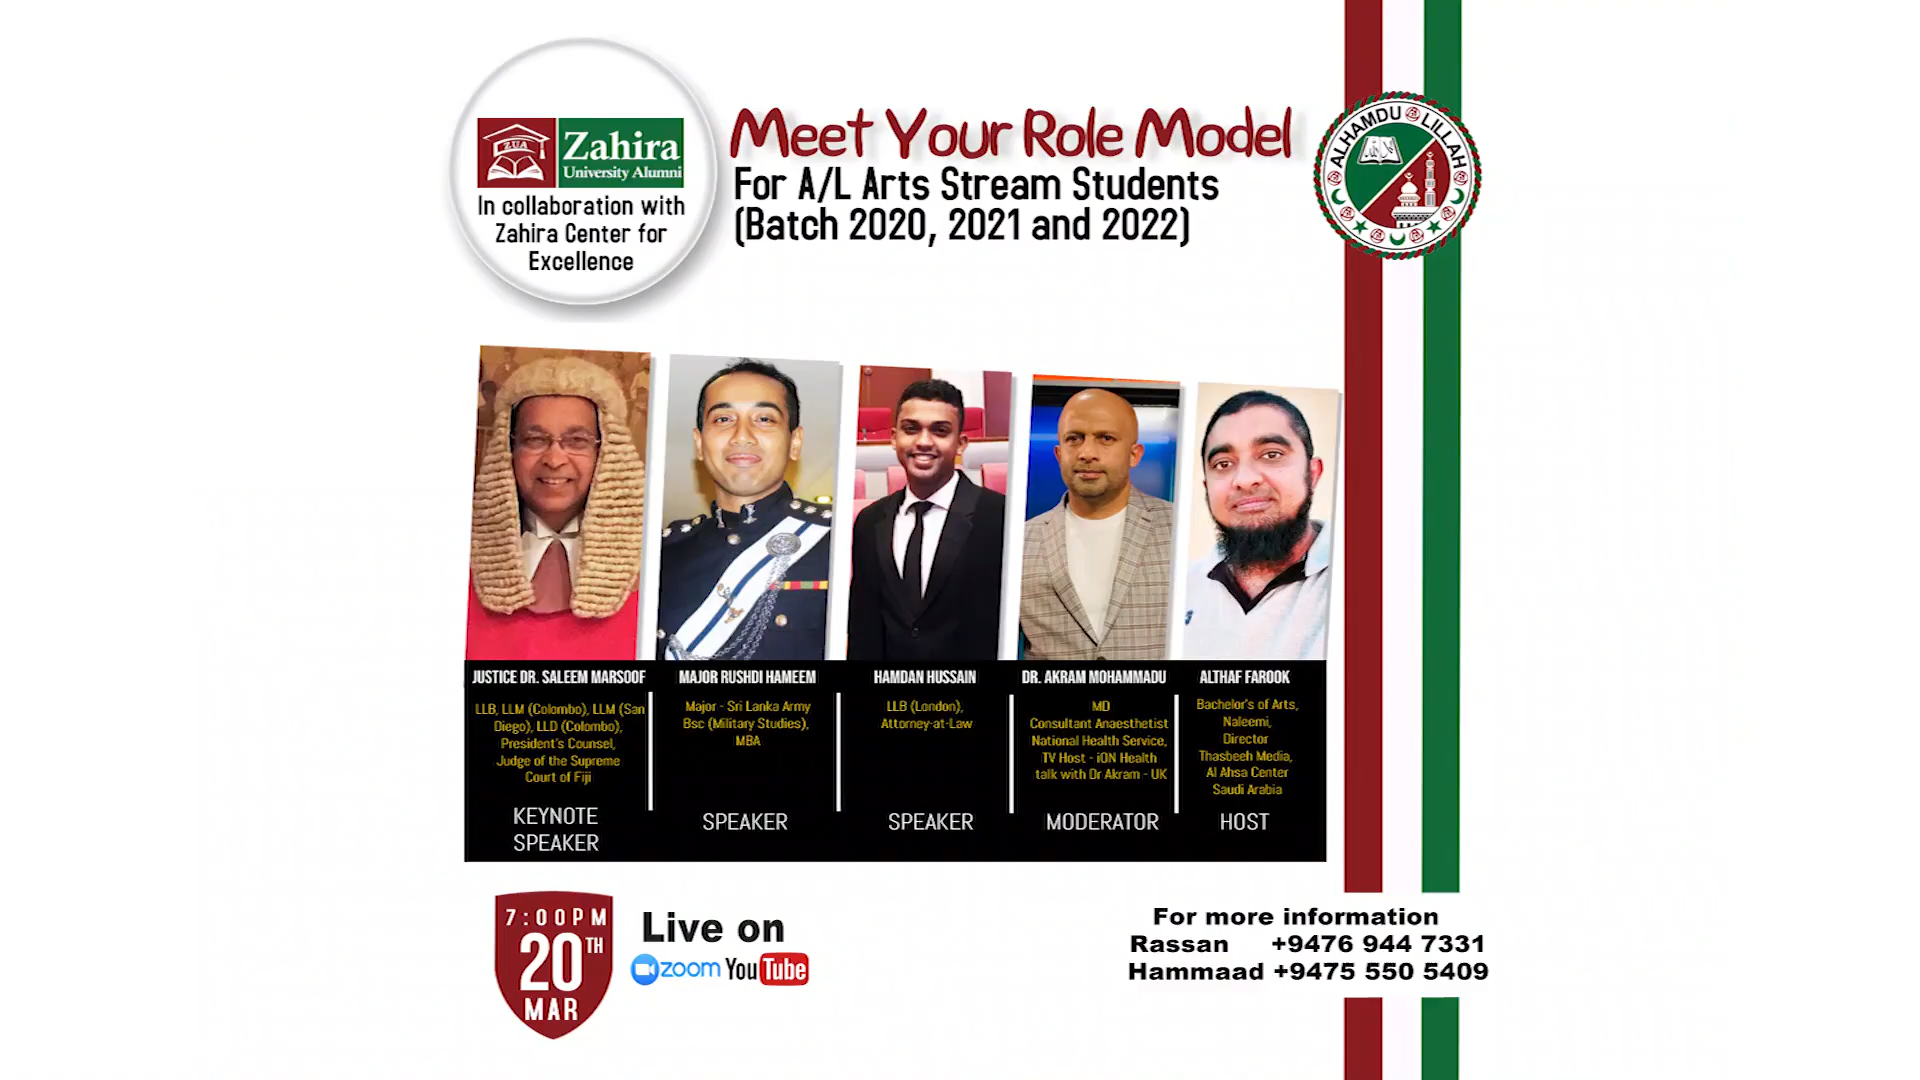 ZUA
Zahira
University Alumni
In collaboration with
Zahira Center for
Excellence
Meet Your Role Model
For A/L Arts Stream Students
(Batch 2020, 2021 and 2022)
ALHAMDU LILLAH
JUSTICE DR. SALEEM MARSOOF
LLB, LLM (Colombo), LLM (San
Diego), LLD (Colombo),
President's Counsel,
Judge of the Supreme
Court of Fiji
KEYNOTE
SPEAKER
MAJOR RUSHDI HAMEEM
Major - Sri Lanka Army
Bsc (Military Studies),
MBA
SPEAKER
HAMDAN HUSSAIN
LLB (London),
Attorney-at-Law
SPEAKER
DR. AKRAM MOHAMMADU
MD
Consultant Anaesthetist
National Health Service,
TV Host - iON Health
talk with Dr Akram - UK
MODERATOR
ALTHAF FAROOK
Bachelor's of Arts,
Naleemi,
Director
Thasbeeh Media,
Al Ahsa Center
Saudi Arabia
HOST
7:00PM
20TH
MAR
Live on
zoom YouTube
For more information
Rassan +9476 944 7331
Hammaad +9475 550 5409